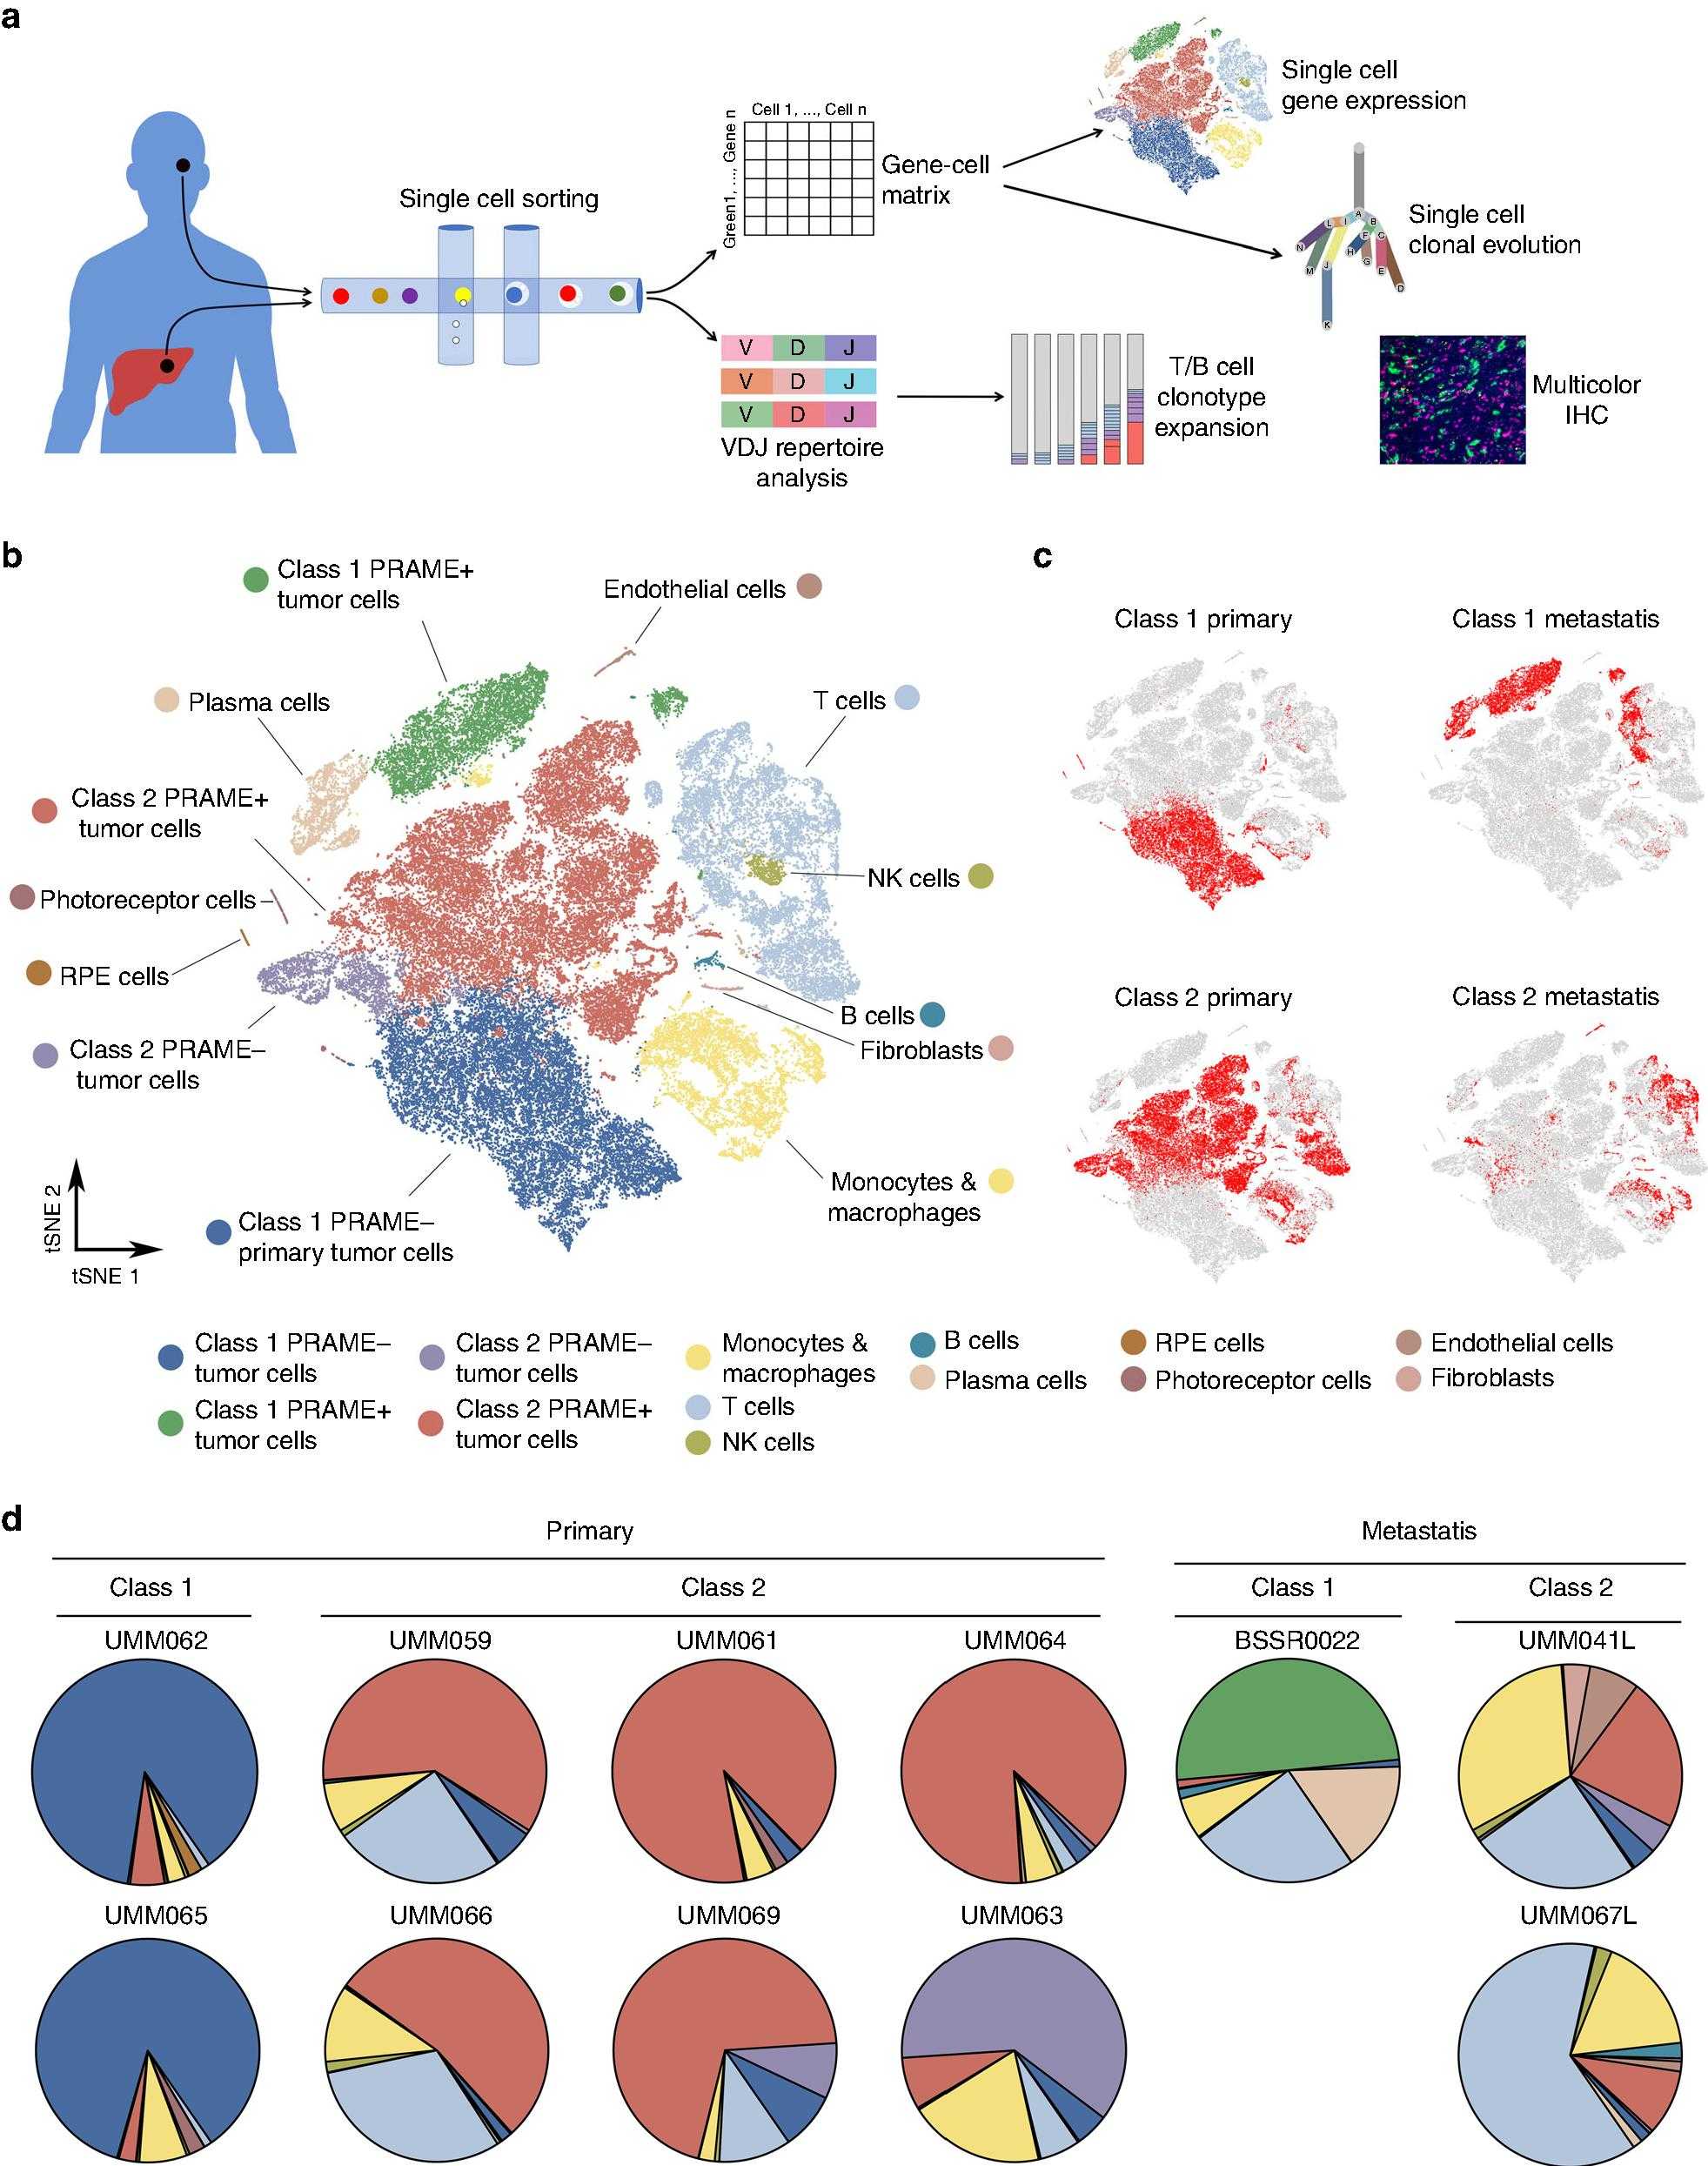 a
Cell 1, ..., Cell n
Green1, ..., Gene n
Gene-cell
matrix
Single cell
gene expression
Single cell sorting
Single cell
clonal evolution
A
B
L
I
F
C
N
H
M
J
G
E
D
K
V D J
V D J
V D J
VDJ repertoire
analysis
T/B cell
clonotype
expansion
Multicolor
IHC
b
Class 1 PRAME+
tumor cells
Endothelial cells
Plasma cells
T cells
Class 2 PRAME+
tumor cells
NK cells
Photoreceptor cells
RPE cells
B cells
Fibroblasts
Class 2 PRAME–
tumor cells
Monocytes &
macrophages
Class 1 PRAME–
primary tumor cells
tSNE 2
tSNE 1
c
Class 1 primary
Class 1 metastatis
Class 2 primary
Class 2 metastatis
Class 1 PRAME–
tumor cells
Class 1 PRAME+
tumor cells
Class 2 PRAME–
tumor cells
Class 2 PRAME+
tumor cells
Monocytes &
macrophages
T cells
NK cells
B cells
Plasma cells
RPE cells
Photoreceptor cells
Endothelial cells
Fibroblasts
d
Primary
Metastatis
Class 1
Class 2
Class 1
Class 2
UMM062
UMM059
UMM061
UMM064
BSSR0022
UMM041L
UMM065
UMM066
UMM069
UMM063
UMM067L